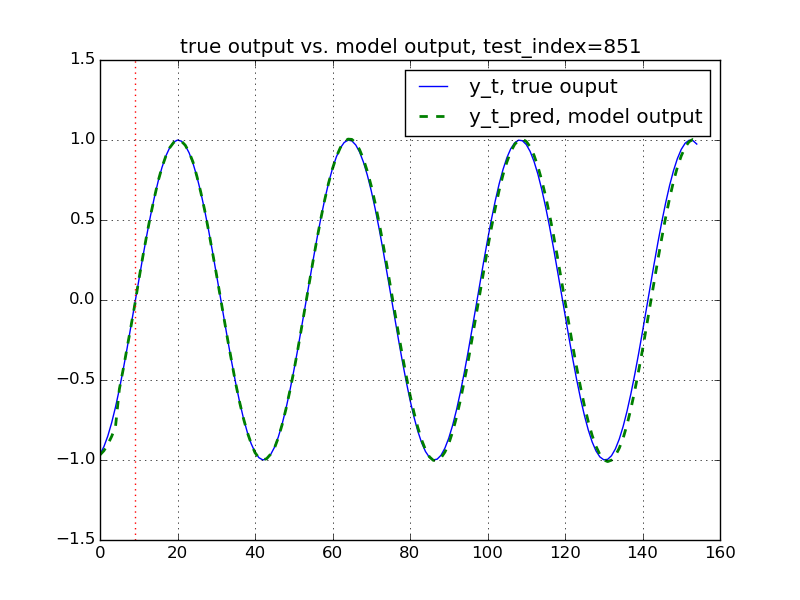 true output vs. model output, test_index=851
1.5
1.0
0.5
0.0
−0.5
−1.0
−1.5
y_t, true ouput
y_t_pred, model output
0 20 40 60 80 100 120 140 160